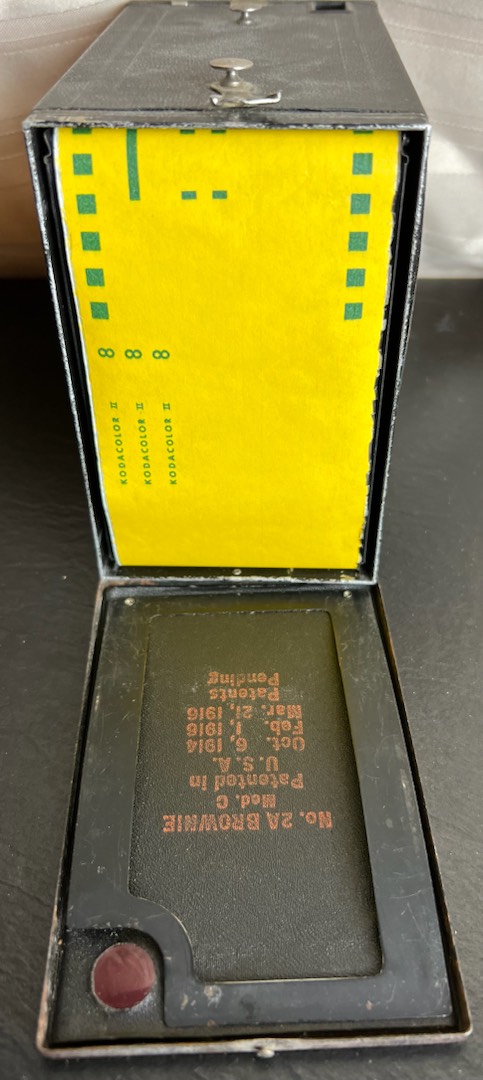 8 8 8
KODACOLOR II
KODACOLOR II
KODACOLOR II
No. 2A BROWNIE
Mod. C
Patented in
U. S. A.
Oct. 6, 1914
Feb. 1, 1916
Mar. 21, 1916
Patents
Pending